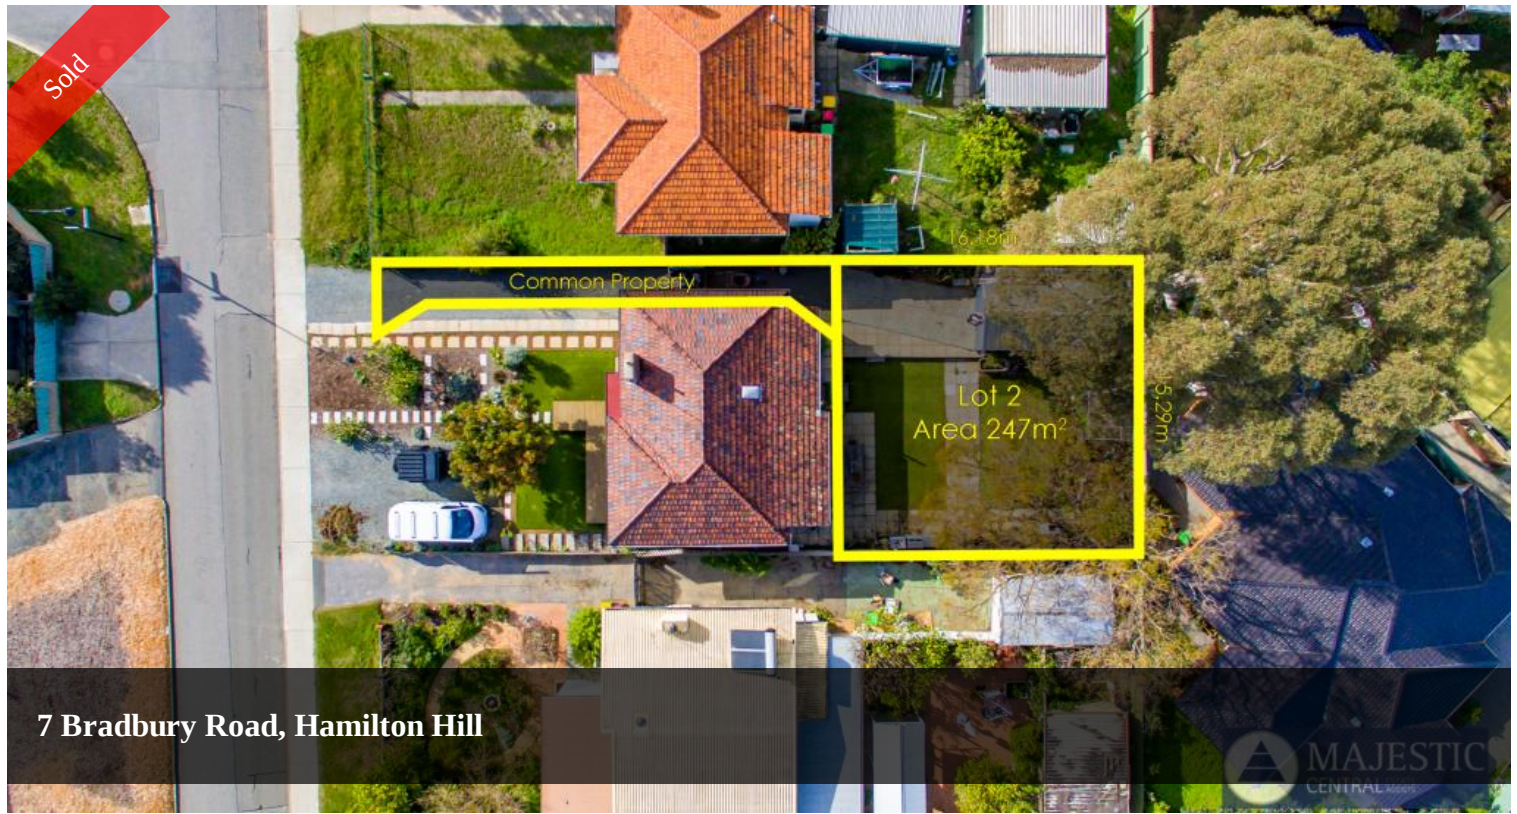 Sold
16.18m
Common Property
Lot 2
Area 247m²
15.29m
7 Bradbury Road, Hamilton Hill
MAJESTIC
CENTRAL